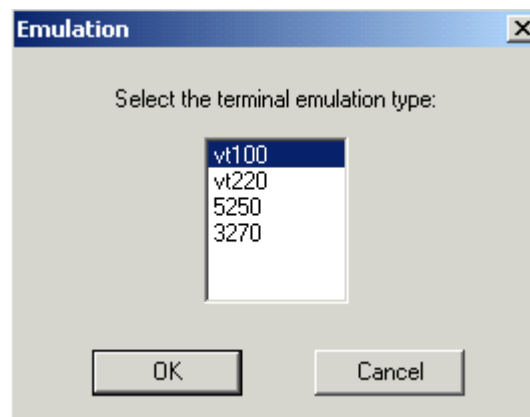 Emulation
Select the terminal emulation type:
vt100
vt220
5250
3270
OK
Cancel